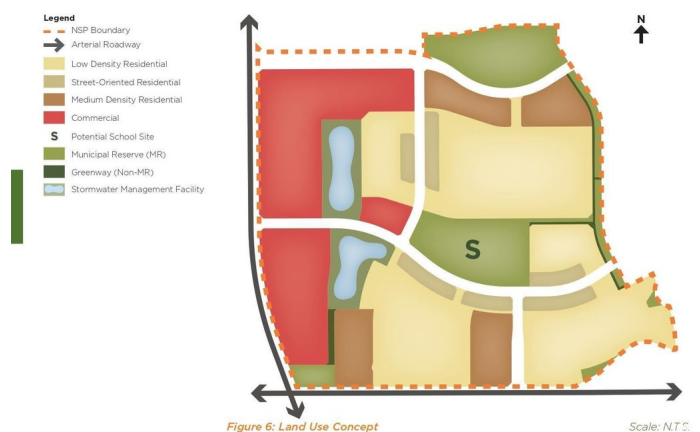 Legend
NSP Boundary
Arterial Roadway
Low Density Residential
Street-Oriented Residential
Medium Density Residential
Commercial
S Potential School Site
Municipal Reserve (MR)
Greenway (Non-MR)
Stormwater Management Facility
N
S
Figure 6: Land Use Concept
Scale: N.T.S.